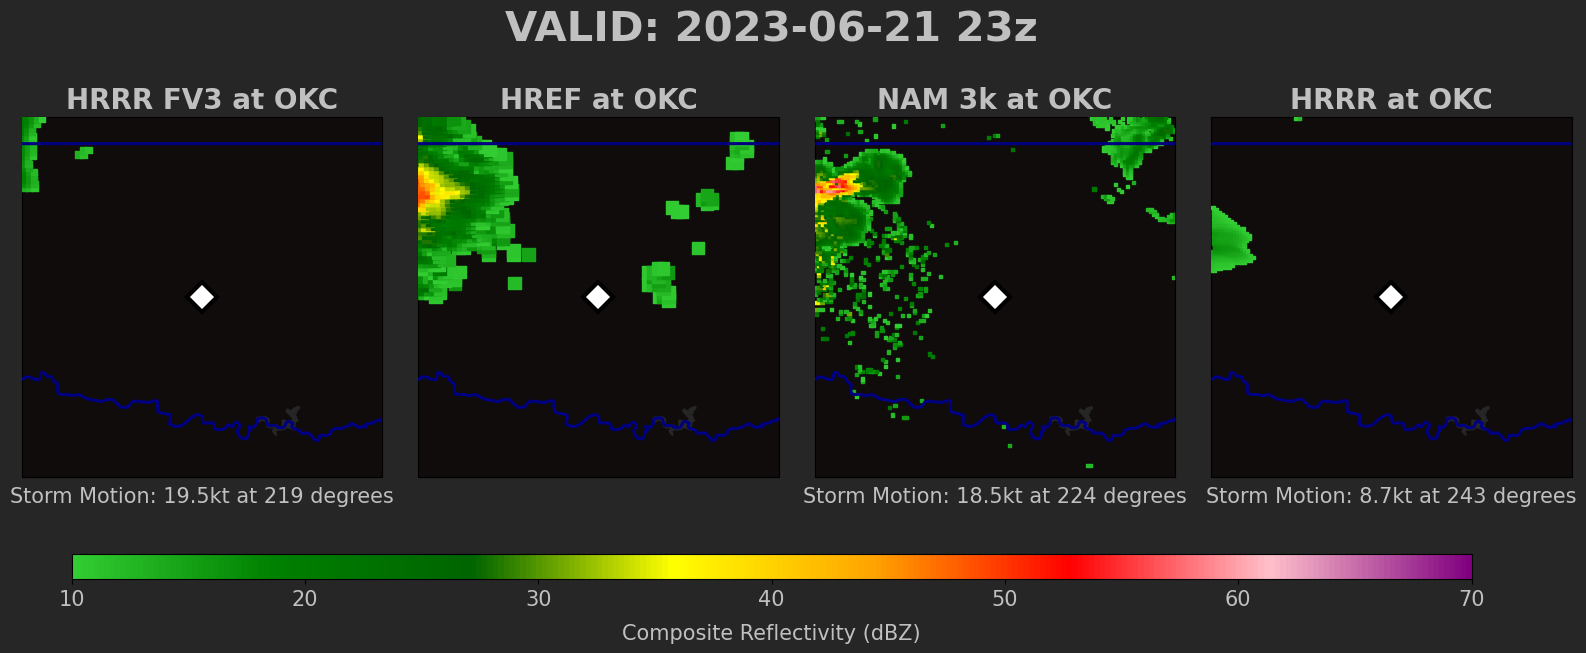 VALID: 2023-06-21 23z
HRRR FV3 at OKC
HREF at OKC
NAM 3k at OKC
HRRR at OKC
Storm Motion: 19.5kt at 219 degrees
Storm Motion: 18.5kt at 224 degrees
Storm Motion: 8.7kt at 243 degrees
10 20 30 40 50 60 70
Composite Reflectivity (dBZ)